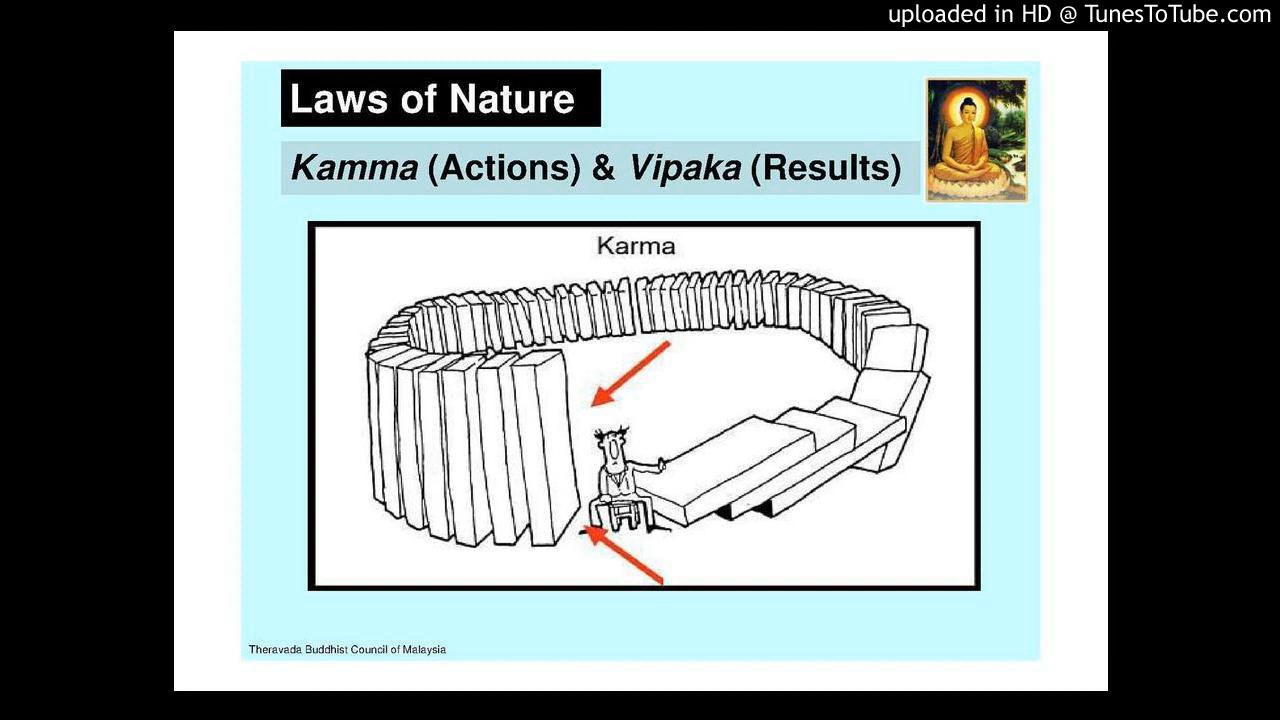 uploaded in HD @ TunesToTube.com
Laws of Nature
Kamma (Actions) & Vipaka (Results)
Karma
Theravada Buddhist Council of Malaysia